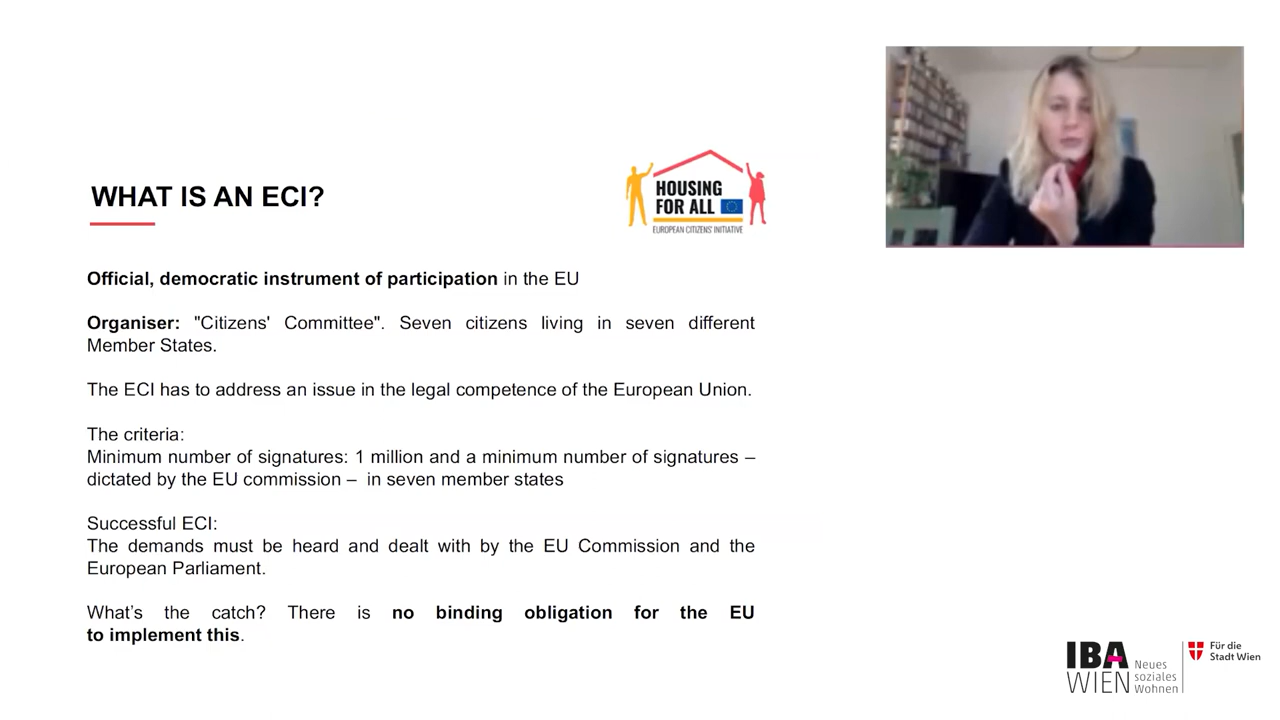 WHAT IS AN ECI?
HOUSING
FOR ALL
EUROPEAN CITIZENS' INITIATIVE
Official, democratic instrument of participation in the EU
Organiser: "Citizens' Committee". Seven citizens living in seven different
Member States.
The ECI has to address an issue in the legal competence of the European Union.
The criteria:
Minimum number of signatures: 1 million and a minimum number of signatures –
dictated by the EU commission – in seven member states
Successful ECI:
The demands must be heard and dealt with by the EU Commission and the
European Parliament.
What's the catch? There is no binding obligation for the EU
to implement this.
IBA
WIEN
Neues
soziales
Wohnen
Für die
Stadt Wien